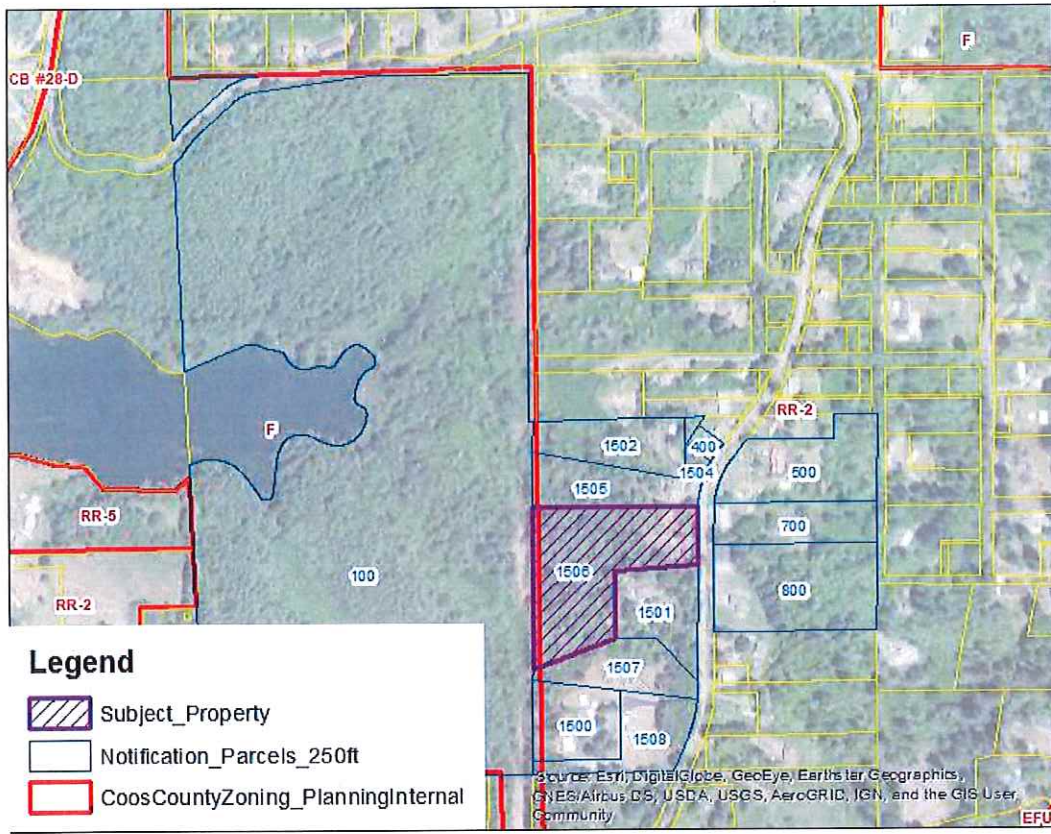 F
CB #28-D
RR-2
1502
400
1504
500
F
1505
RR-5
700
1506
100
800
RR-2
1501
Legend
1507
Subject_Property
1500
1508
Notification_Parcels_250ft
CoosCountyZoning_PlanningInternal
Source: Esri, DigitalGlobe, GeoEye, Earthstar Geographics,
CNES/Airbus DS, USDA, USGS, AeroGRID, IGN, and the GIS User
Community
EFU